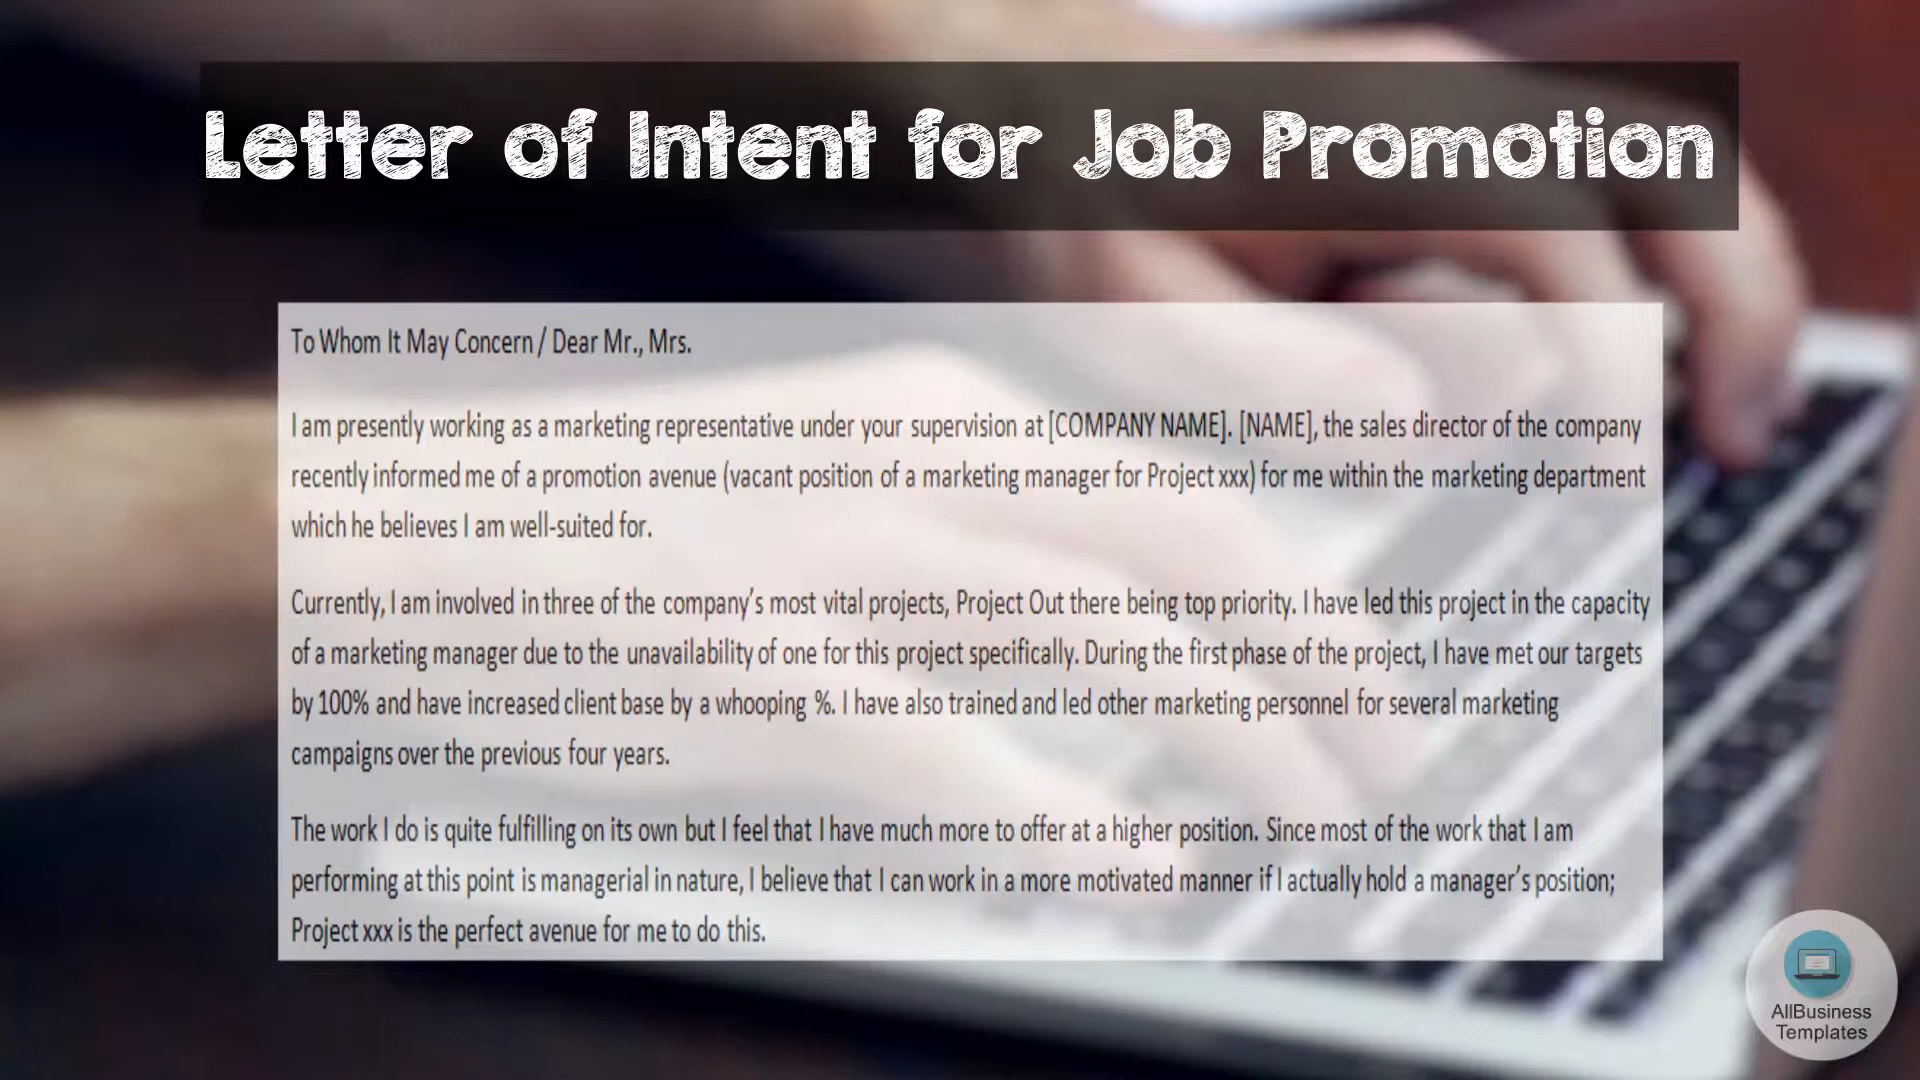 Letter of Intent for Job Promotion
To Whom It May Concern / Dear Mr., Mrs.
I am presently working as a marketing representative under your supervision at [COMPANY NAME]. [NAME], the sales director of the company
recently informed me of a promotion avenue (vacant position of a marketing manager for Project xxx) for me within the marketing department
which he believes I am well-suited for.
Currently, I am involved in three of the company's most vital projects, Project Out there being top priority. I have led this project in the capacity
of a marketing manager due to the unavailability of one for this project specifically. During the first phase of the project, I have met our targets
by 100% and have increased client base by a whooping %. I have also trained and led other marketing personnel for several marketing
campaigns over the previous four years.
The work I do is quite fulfilling on its own but I feel that I have much more to offer at a higher position. Since most of the work that I am
performing at this point is managerial in nature, I believe that I can work in a more motivated manner if I actually hold a manager's position;
Project xxx is the perfect avenue for me to do this.
AllBusiness
Templates